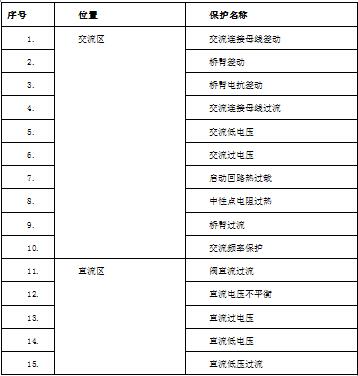 序号 位置 保护名称
1. 交流区 交流连接母线差动
2. 桥臂差动
3. 桥臂电抗差动
4. 交流连接母线过流
5. 交流低电压
6. 交流过电压
7. 启动回路热过载
8. 中性点电阻过热
9. 桥臂过流
10. 交流频率保护
11. 直流区 阀直流过流
12. 直流电压不平衡
13. 直流过电压
14. 直流低电压
15. 直流低压过流